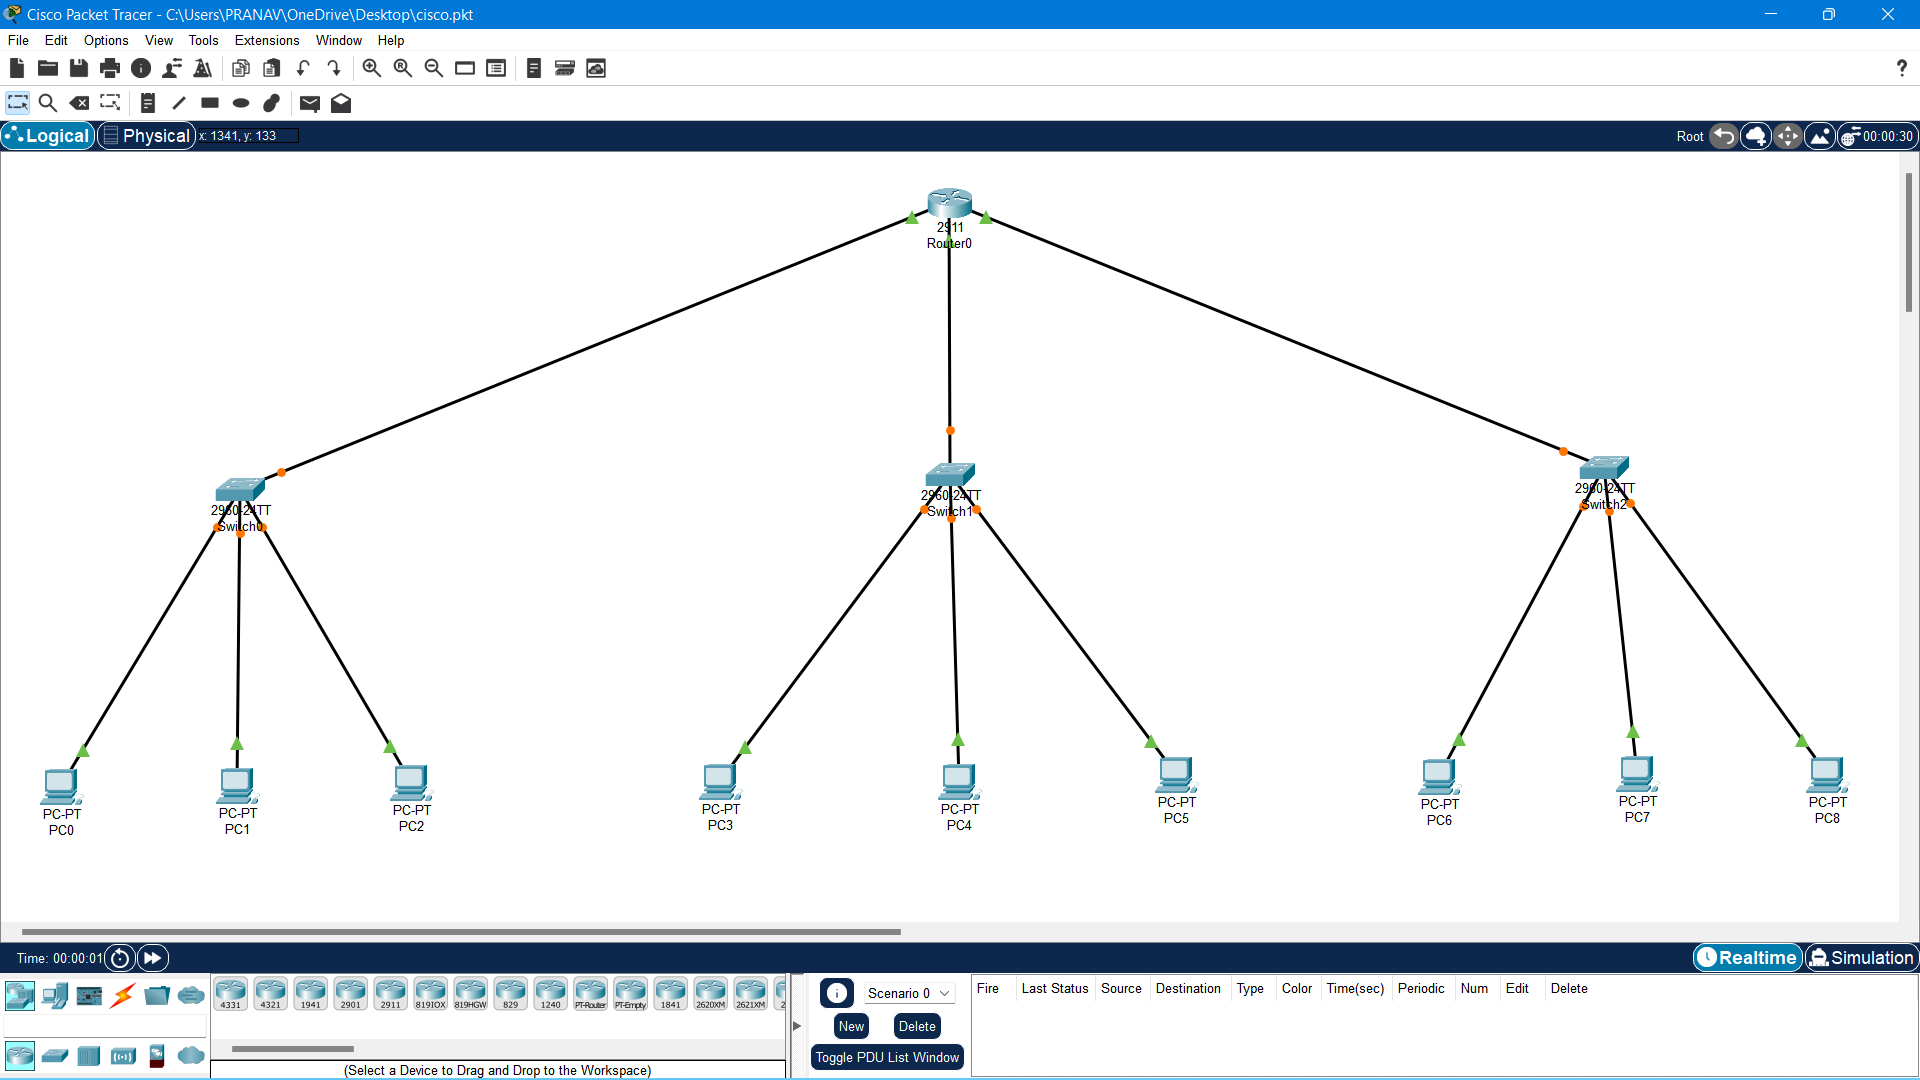 Cisco Packet Tracer - C:\Users\PRANAV\OneDrive\Desktop\cisco.pkt
File Edit Options View Tools Extensions Window Help
?
Logical Physical x: 1341, y: 133 Root 00:00:30
2911
Router0
2960-24TT
Switch0
2960-24TT
Switch1
2960-24TT
Switch2
PC-PT
PC0
PC-PT
PC1
PC-PT
PC2
PC-PT
PC3
PC-PT
PC4
PC-PT
PC5
PC-PT
PC6
PC-PT
PC7
PC-PT
PC8
Time: 00:00:01 Realtime Simulation
4331 4321 1941 2901 2911 819IOX 819HGW 829 1240 PT-Router PT-Empty 1841 2620XM 2621XM 2
(Select a Device to Drag and Drop to the Workspace)
Scenario 0
New Delete
Toggle PDU List Window
Fire Last Status Source Destination Type Color Time(sec) Periodic Num Edit Delete